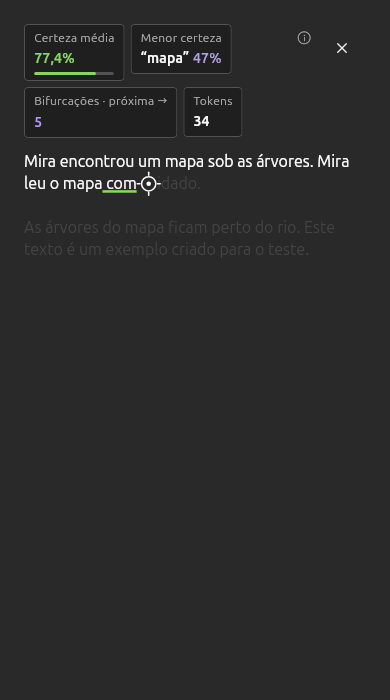 Certeza média
77,4%
Menor certeza
“mapa” 47%
Bifurcações · próxima →
5
Tokens
34
Mira encontrou um mapa sob as árvores. Mira
leu o mapa com dado.
As árvores do mapa ficam perto do rio. Este
texto é um exemplo criado para o teste.